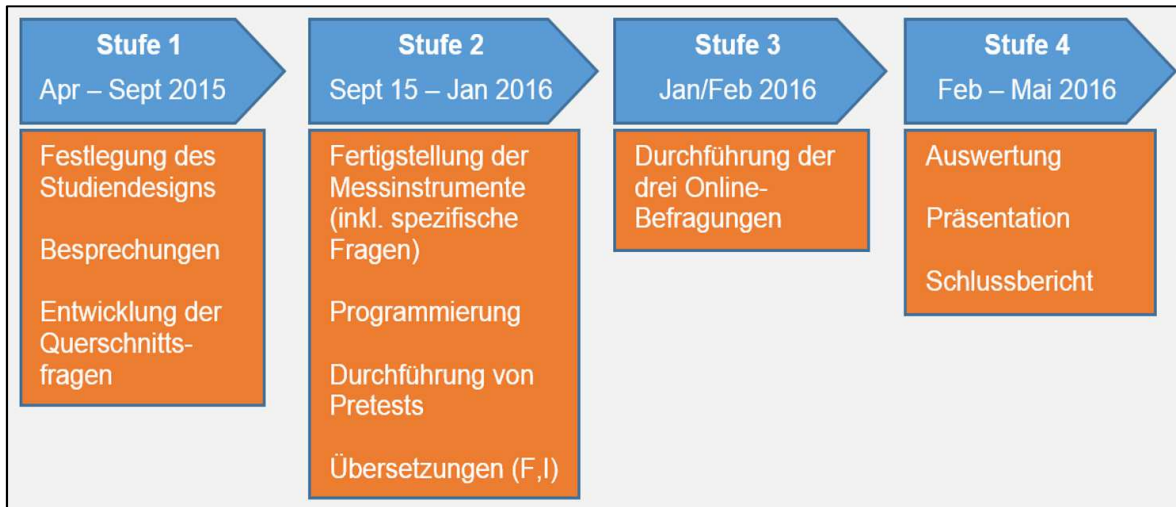 Stufe 1
Apr – Sept 2015
Festlegung des
Studiendesigns
Besprechungen
Entwicklung der
Querschnitts-
fragen
Stufe 2
Sept 15 – Jan 2016
Fertigstellung der
Messinstrumente
(inkl. spezifische
Fragen)
Programmierung
Durchführung von
Pretests
Übersetzungen (F,I)
Stufe 3
Jan/Feb 2016
Durchführung der
drei Online-
Befragungen
Stufe 4
Feb – Mai 2016
Auswertung
Präsentation
Schlussbericht